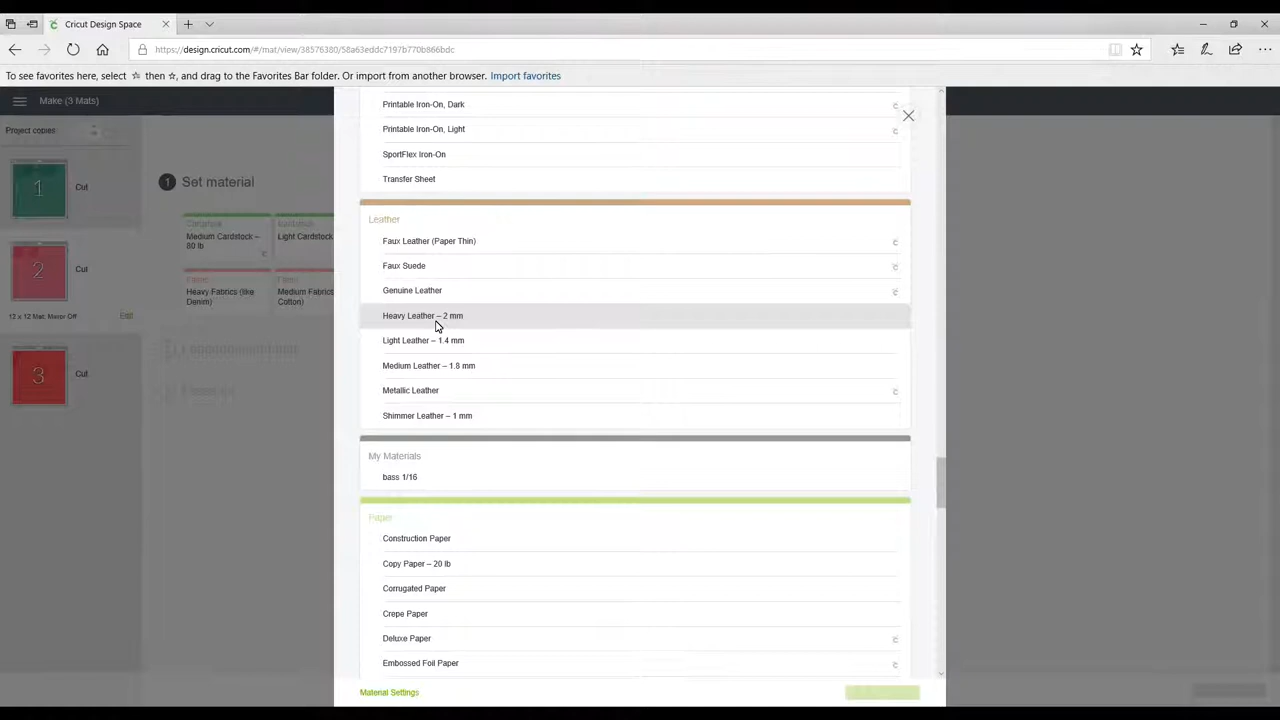 Cricut Design Space
https://design.cricut.com/#/mat/view/38576380/58a63eddc7197b770b866bdc
To see favorites here, select ☆ then ☆, and drag to the Favorites Bar folder. Or import from another browser. Import favorites
Make (3 Mats)
Project copies:
1
Cut
2
Cut
12 x 12 Mat: Mirror Off
Edit
3
Cut
1 Set material
Cardstock
Medium Cardstock – 80 lb
Light Cardstock
Fabric
Heavy Fabrics (like Denim)
Fabric
Medium Fabrics
Cotton)
Printable Iron-On, Dark
Printable Iron-On, Light
SportFlex Iron-On
Transfer Sheet
Leather
Faux Leather (Paper Thin)
Faux Suede
Genuine Leather
Heavy Leather – 2 mm
Light Leather – 1.4 mm
Medium Leather – 1.8 mm
Metallic Leather
Shimmer Leather – 1 mm
My Materials
bass 1/16
Paper
Construction Paper
Copy Paper – 20 lb
Corrugated Paper
Crepe Paper
Deluxe Paper
Embossed Foil Paper
Material Settings